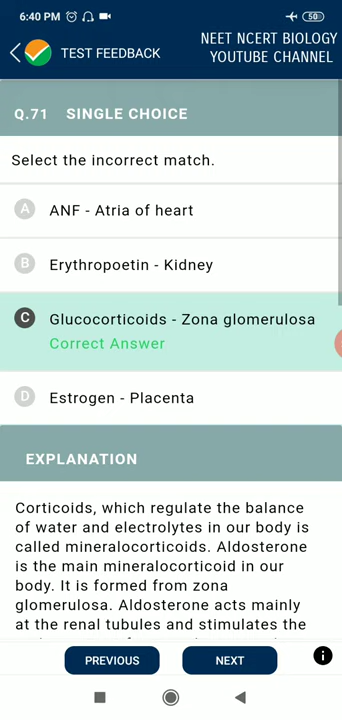 6:40 PM
50
TEST FEEDBACK
NEET NCERT BIOLOGY
YOUTUBE CHANNEL
Q.71 SINGLE CHOICE
Select the incorrect match.
A ANF - Atria of heart
B Erythropoetin - Kidney
C Glucocorticoids - Zona glomerulosa
Correct Answer
D Estrogen - Placenta
EXPLANATION
Corticoids, which regulate the balance
of water and electrolytes in our body is
called mineralocorticoids. Aldosterone
is the main mineralocorticoid in our
body. It is formed from zona
glomerulosa. Aldosterone acts mainly
at the renal tubules and stimulates the
PREVIOUS
NEXT
i